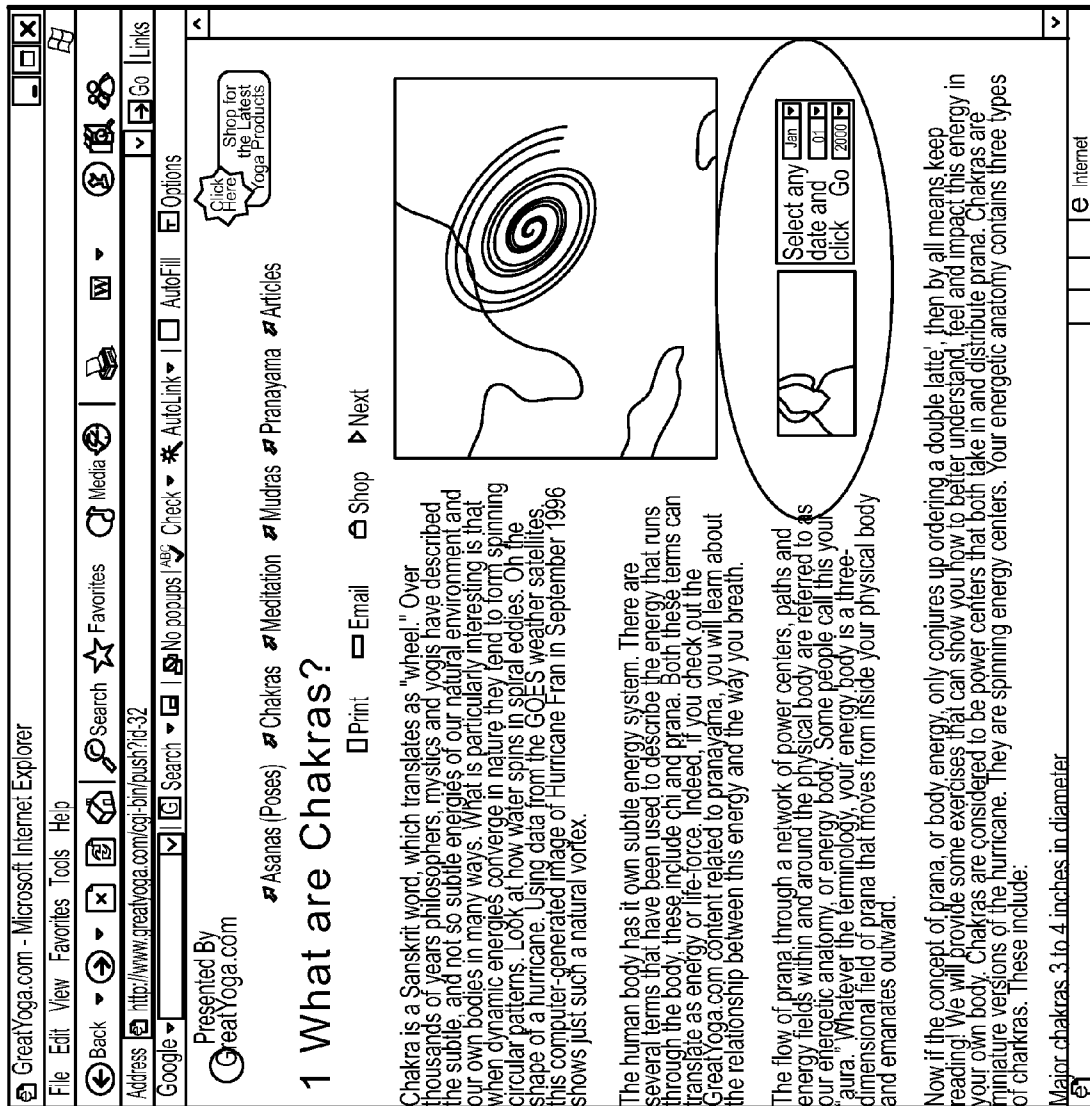 GreatYoga.com - Microsoft Internet Explorer
File Edit View Favorites Tools Help
Back Search Favorites Media W
Address http://www.greatyoga.com/cgi-bin/push?id-32 Go Links
Google G Search No popups ABC Check AutoLink AutoFill Options
Presented By
GreatYoga.com
Click
Here
Shop for
the Latest
Yoga Products
Asanas (Poses) Chakras Meditation Mudras Pranayama Articles
1 What are Chakras?
Print Email Shop Next
Chakra is a Sanskrit word, which translates as "wheel." Over
thousands of years philosophers, mystics and yogis have described
the subtle, and not so subtle energies of our natural environment and
our own bodies in many ways. What is particularly interesting is that
when dynamic energies converge in nature they tend to form spinning
circular patterns. Look at how water spins in spiral eddies. Oh the
shape of a hurricane. Using data from the GOES weather satellites,
this computer-generated image of Hurricane Fran in September 1996
shows just such a natural vortex.
The human body has it own subtle energy system. There are
several terms that have been used to describe the energy that runs
through the body, these include chi and prana. Both these terms can
translate as energy or life-force. Indeed, if you check out the
GreatYoga.com content related to pranayama, you will learn about
the relationship between this energy and the way you breath.
The flow of prana through a network of power centers, paths and
energy fields within and around the physical body are referred to as
our energetic anatomy, or energy body. Some people call this your
"aura." Whatever the terminology, your energy body is a three-
dimensional field of prana that moves from inside your physical body
and emanates outward.
Select any
date and
click Go
Jan
01
2000
Now if the concept of prana, or body energy, only conjures up ordering a double latte', then by all means keep
reading! We will provide some exercises that can show you how to better understand, feel and impact this energy in
your own body. Chakras are considered to be power centers that both take in and distribute prana. Chakras are
minature versions of the hurricane. They are spinning energy centers. Your energetic anatomy contains three types
of charkas. These include:
Major chakras 3 to 4 inches in diameter
Internet